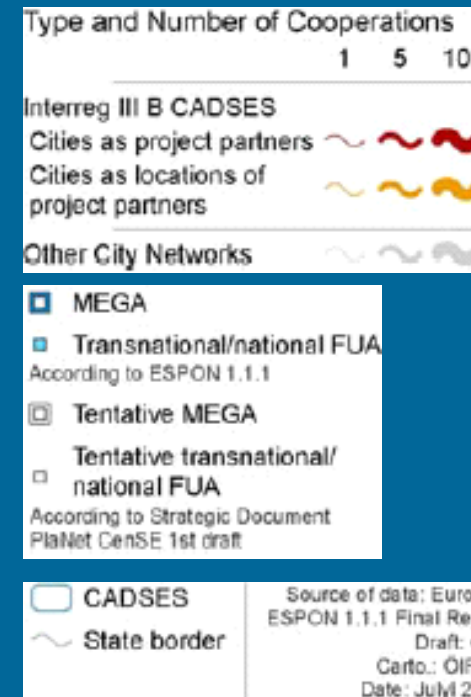 Type and Number of Cooperations
1 5 10
Interreg III B CADSES
Cities as project partners
Cities as locations of
project partners
Other City Networks
MEGA
Transnational/national FUA
According to ESPON 1.1.1
Tentative MEGA
Tentative transnational/
national FUA
According to Strategic Document
PlaNet CenSE 1st draft
CADSES
State border
Source of data: Euro
ESPON 1.1.1 Final Re
Draft:
Carto.: ÖIR
Date: